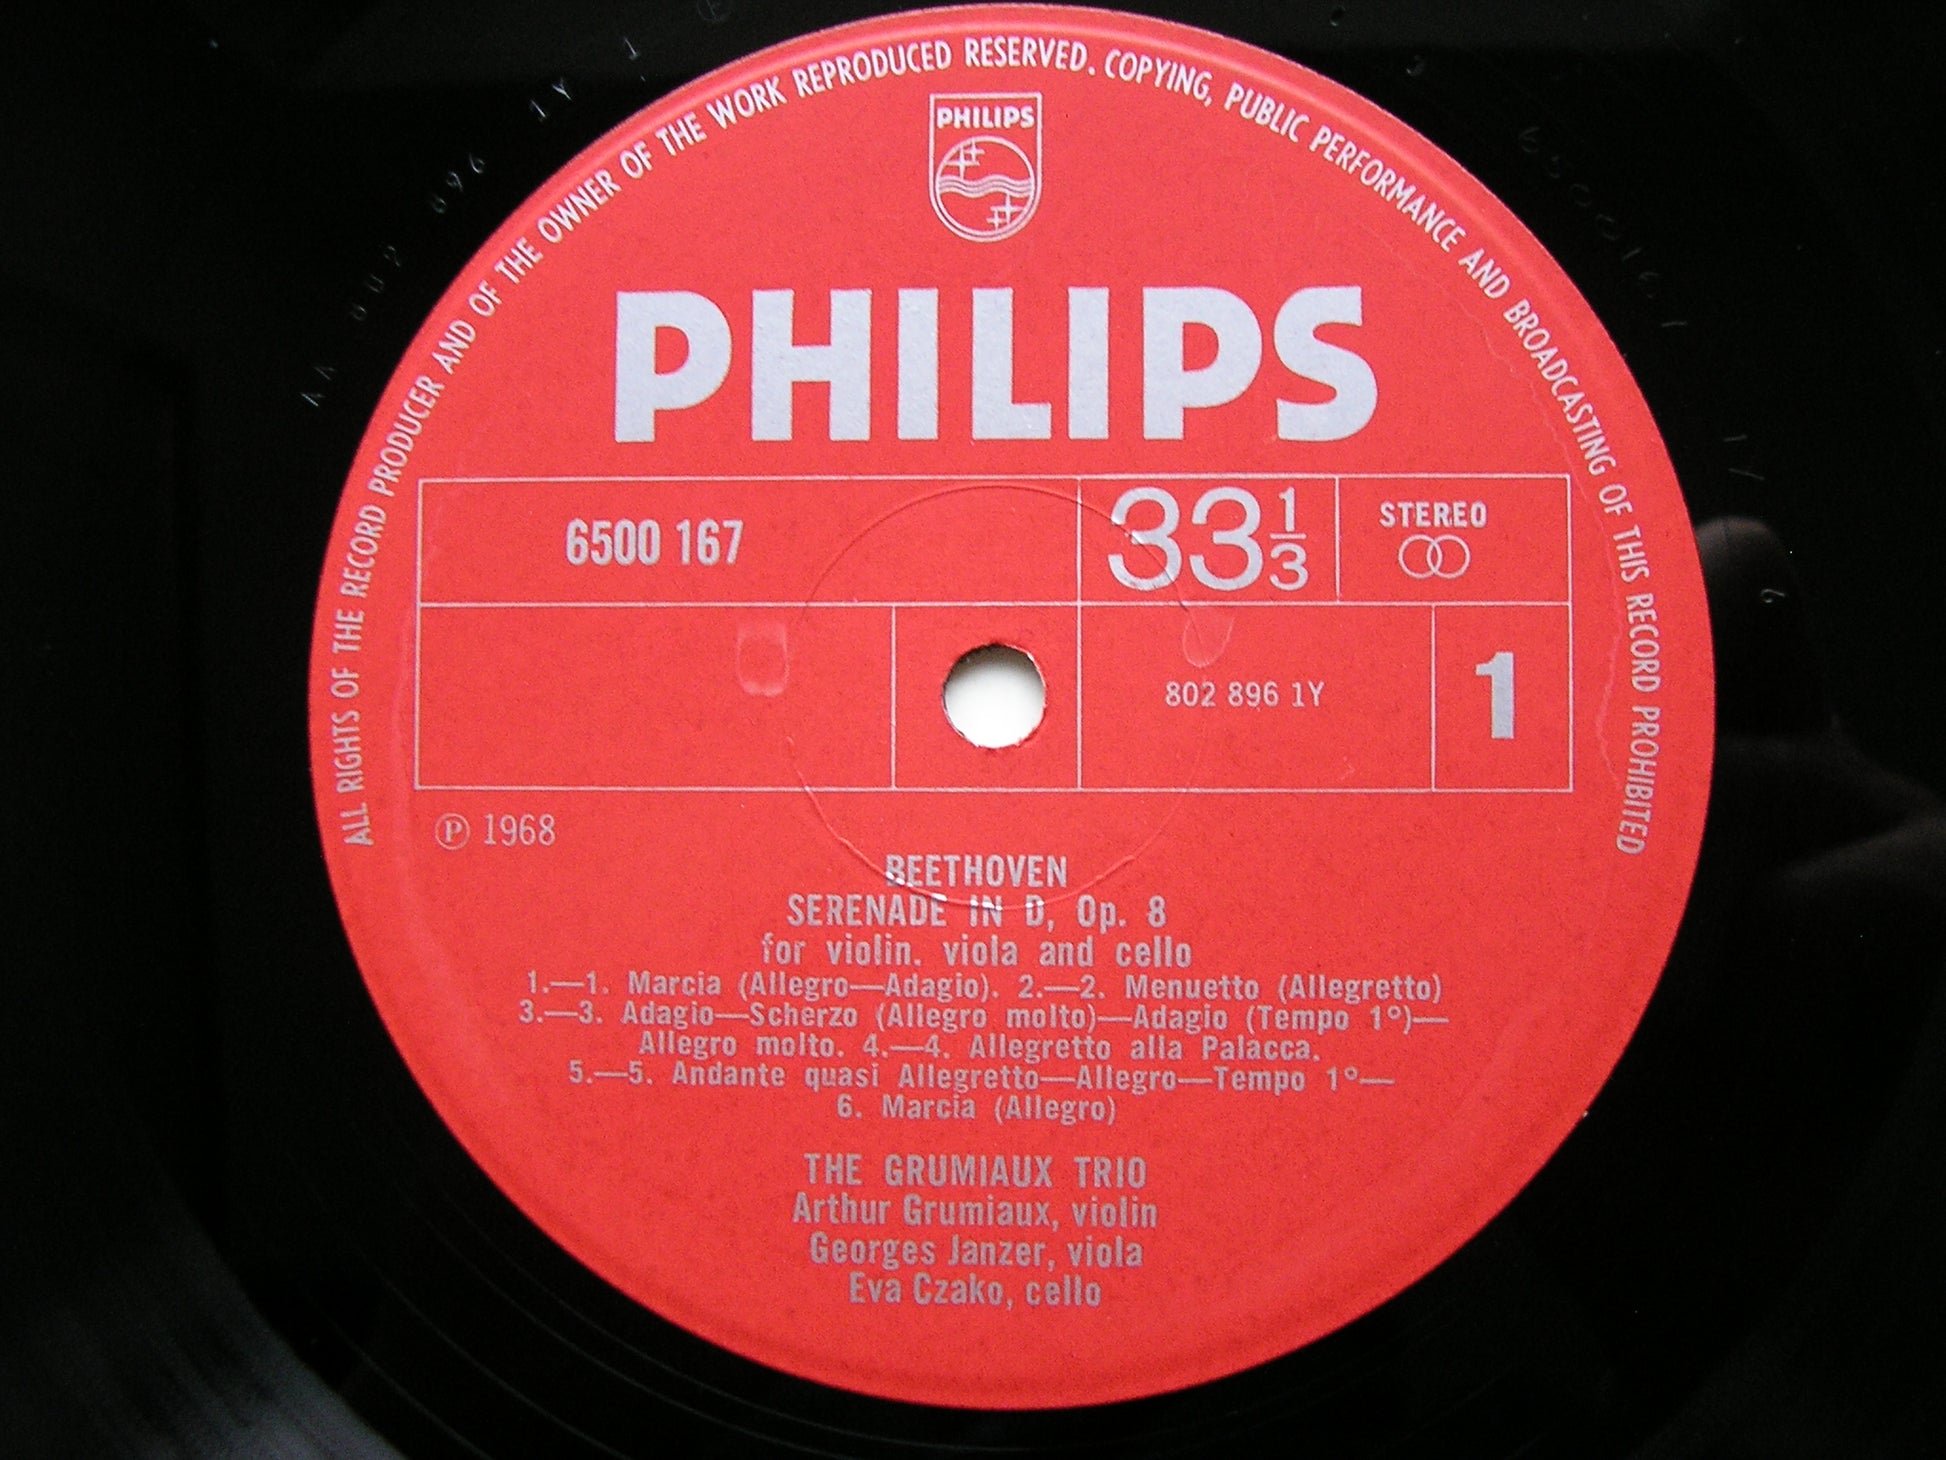 ALL RIGHTS OF THE RECORD PRODUCER AND OF THE OWNER OF THE WORK REPRODUCED RESERVED. COPYING, PUBLIC PERFORMANCE AND BROADCASTING OF THIS RECORD PROHIBITED
PHILIPS
PHILIPS
6500 167
33 1/3
STEREO
802 896 1Y
1
Ⓟ 1968
BEETHOVEN
SERENADE IN D, Op. 8
for violin. viola and cello
1.—1. Marcia (Allegro—Adagio). 2.—2. Menuetto (Allegretto)
3.—3. Adagio—Scherzo (Allegro molto)—Adagio (Tempo 1°)—
Allegro molto. 4.—4. Allegretto alla Palacca.
5.—5. Andante quasi Allegretto—Allegro—Tempo 1°—
6. Marcia (Allegro)
THE GRUMIAUX TRIO
Arthur Grumiaux, violin
Georges Janzer, viola
Eva Czako, cello